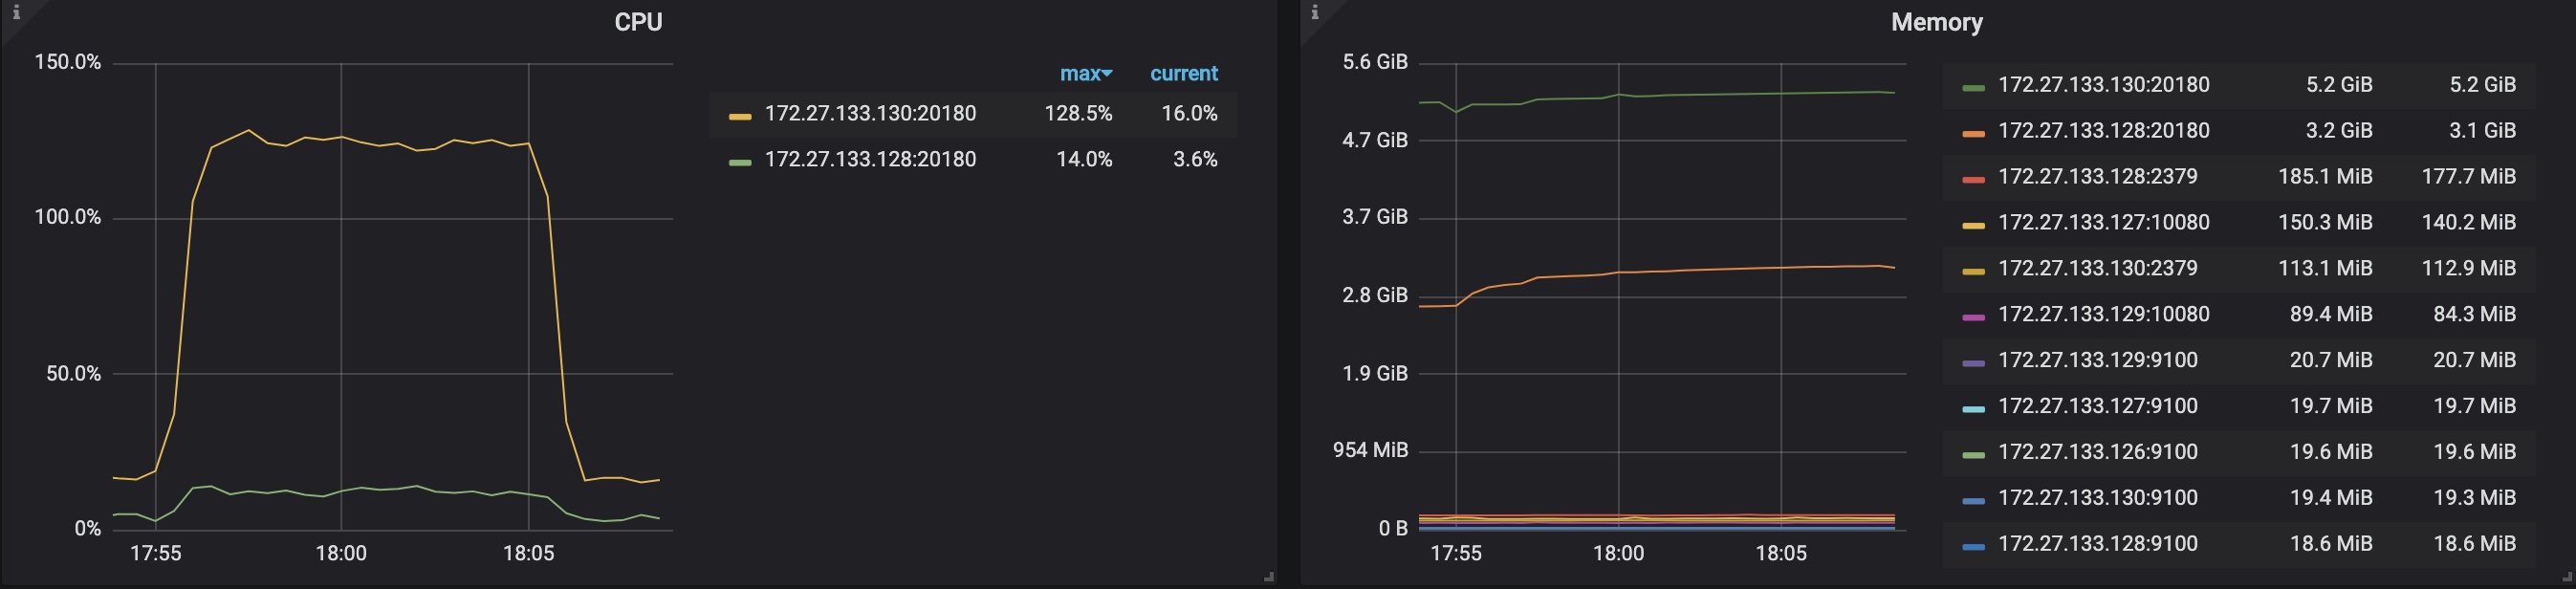 CPU
150.0%
100.0%
50.0%
0%
17:55 18:00 18:05
max current
172.27.133.130:20180 128.5% 16.0%
172.27.133.128:20180 14.0% 3.6%
Memory
5.6 GiB
4.7 GiB
3.7 GiB
2.8 GiB
1.9 GiB
954 MiB
0 B
17:55 18:00 18:05
172.27.133.130:20180 5.2 GiB 5.2 GiB
172.27.133.128:20180 3.2 GiB 3.1 GiB
172.27.133.128:2379 185.1 MiB 177.7 MiB
172.27.133.127:10080 150.3 MiB 140.2 MiB
172.27.133.130:2379 113.1 MiB 112.9 MiB
172.27.133.129:10080 89.4 MiB 84.3 MiB
172.27.133.129:9100 20.7 MiB 20.7 MiB
172.27.133.127:9100 19.7 MiB 19.7 MiB
172.27.133.126:9100 19.6 MiB 19.6 MiB
172.27.133.130:9100 19.4 MiB 19.3 MiB
172.27.133.128:9100 18.6 MiB 18.6 MiB